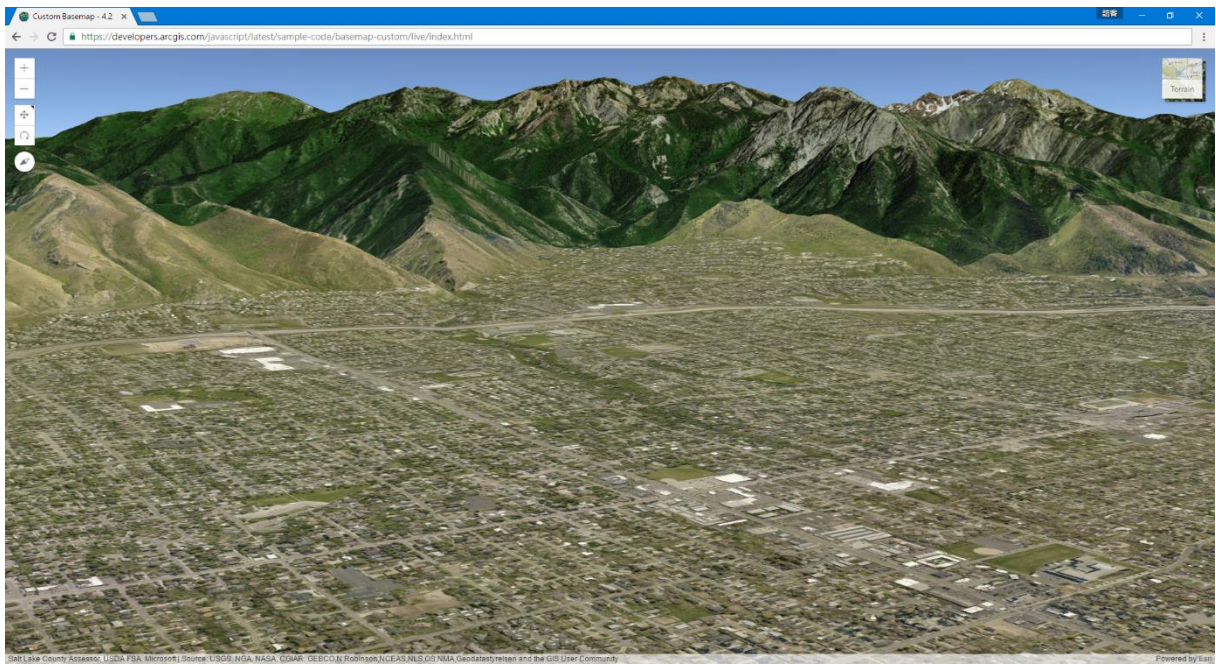 Custom Basemap - 4.2
訪客
https://developers.arcgis.com/javascript/latest/sample-code/basemap-custom/live/index.html
Terrain
Salt Lake County Assessor, USDA FSA, Microsoft | Source: USGS, NGA, NASA, CGIAR, GEBCO,N Robinson,NCEAS,NLS,OS,NMA,Geodatastyrelsen and the GIS User Community
Powered by Esri